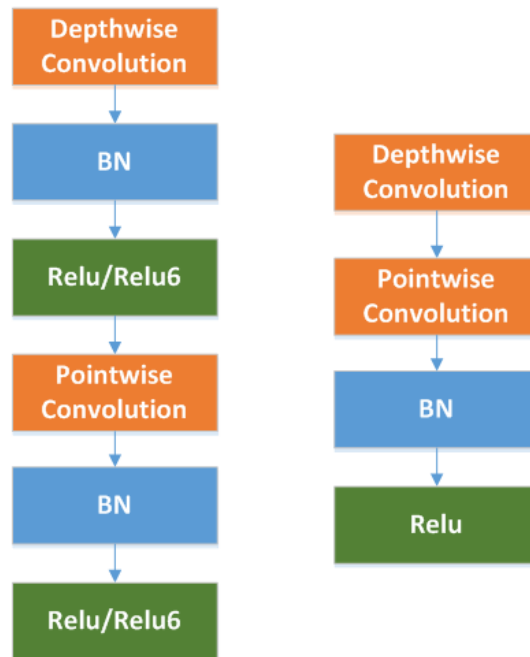 Depthwise
Convolution
BN
Relu/Relu6
Pointwise
Convolution
BN
Relu/Relu6
Depthwise
Convolution
Pointwise
Convolution
BN
Relu